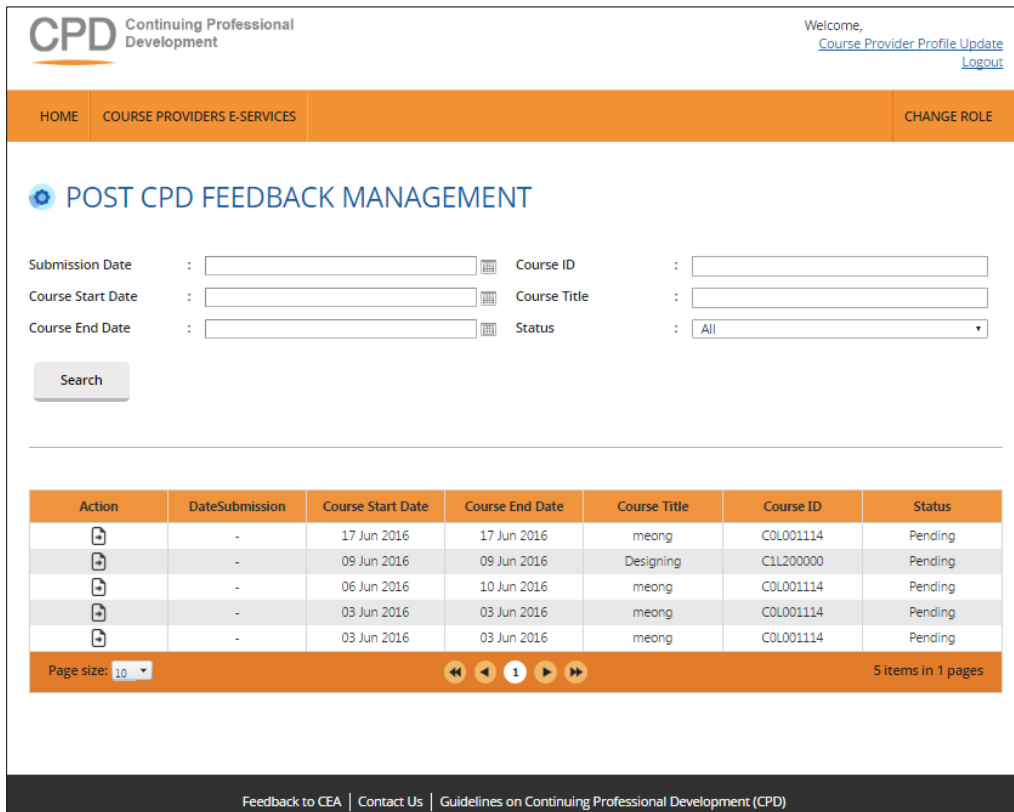 CPD Continuing Professional Development
Welcome,
Course Provider Profile Update
Logout
HOME COURSE PROVIDERS E-SERVICES CHANGE ROLE
POST CPD FEEDBACK MANAGEMENT
Submission Date : Course ID :
Course Start Date : Course Title :
Course End Date : Status : All
Search
Action DateSubmission Course Start Date Course End Date Course Title Course ID Status
- 17 Jun 2016 17 Jun 2016 meong C0L001114 Pending
- 09 Jun 2016 09 Jun 2016 Designing C1L200000 Pending
- 06 Jun 2016 10 Jun 2016 meong C0L001114 Pending
- 03 Jun 2016 03 Jun 2016 meong C0L001114 Pending
- 03 Jun 2016 03 Jun 2016 meong C0L001114 Pending
Page size: 10 1 5 items in 1 pages
Feedback to CEA | Contact Us | Guidelines on Continuing Professional Development (CPD)